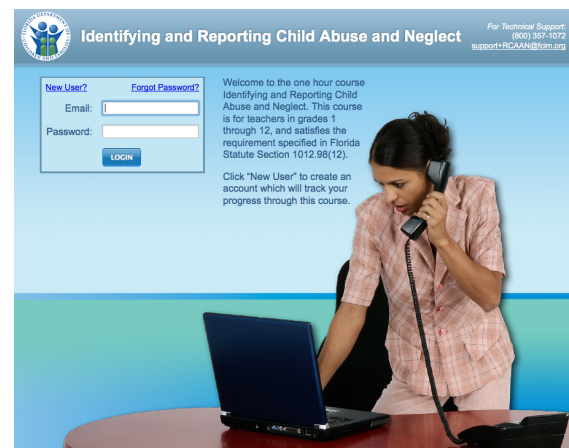 Identifying and Reporting Child Abuse and Neglect
For Technical Support:
(800) 357-1072
support+RCAAN@fcim.org
New User? Forgot Password?
Email:
Password:
LOGIN
Welcome to the one hour course
Identifying and Reporting Child
Abuse and Neglect. This course
is for teachers in grades 1
through 12, and satisfies the
requirement specified in Florida
Statute Section 1012.98(12).
Click "New User" to create an
account which will track your
progress through this course.